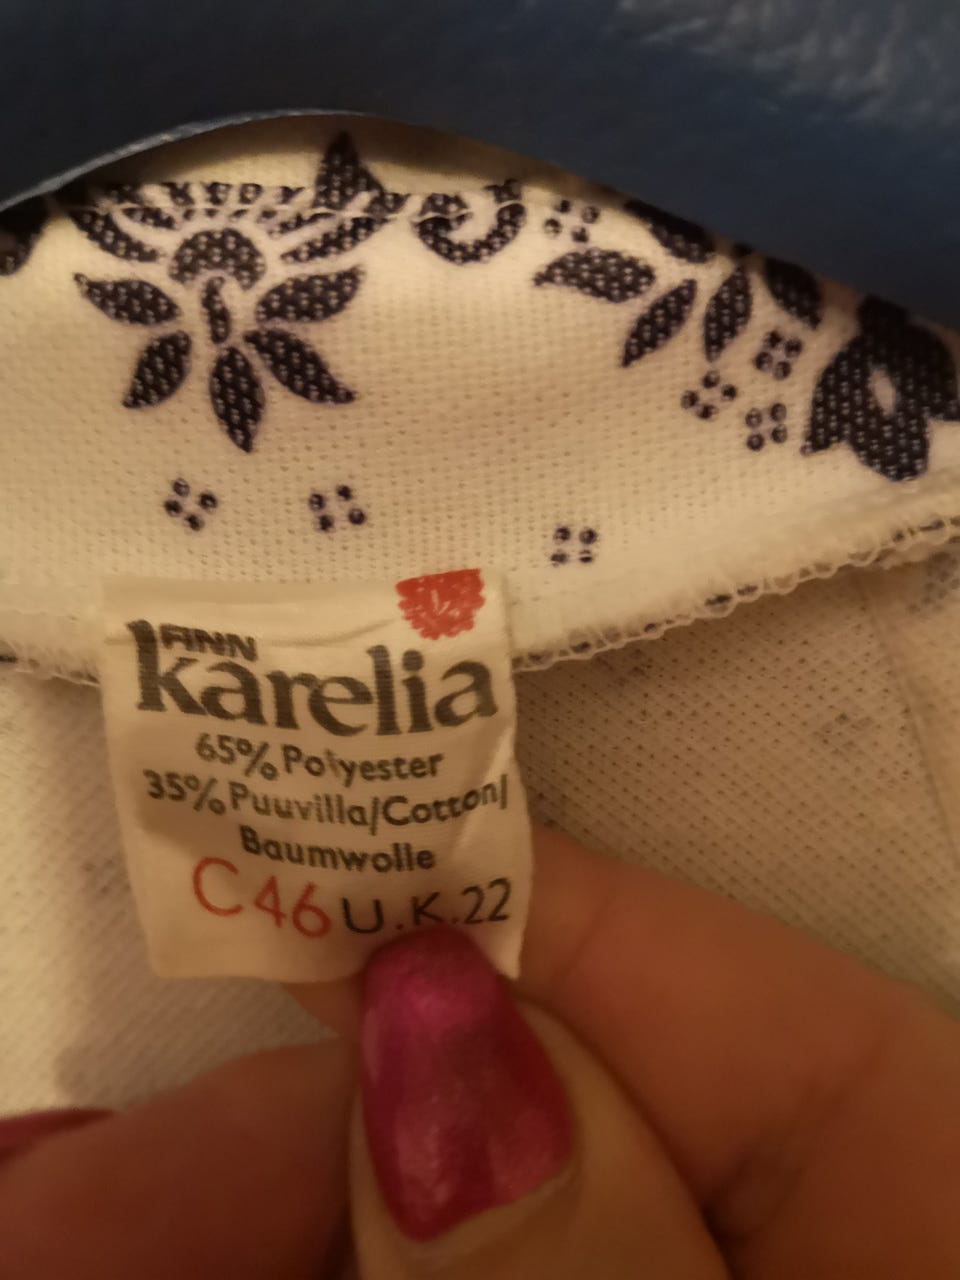 FINN
karelia
65% Polyester
35% Puuvilla/Cotton/
Baumwolle
C46 U.K.22